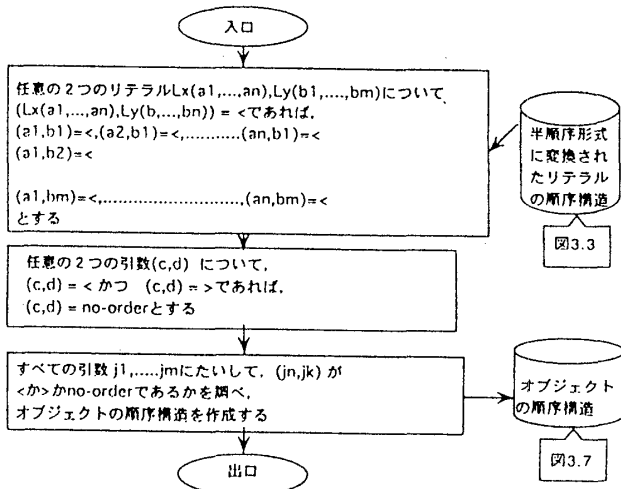 入口
任意の2つのリテラルLx(a1,...,an),Ly(b1,....,bm)について,
(Lx(a1,...,an),Ly(b,...,bn)) = <であれば,
(a1,b1)=<,(a2,b1)=<,...........(an,b1)=<
(a1,b2)=<
(a1,bm)=<,..............................,(an,bm)=<
とする
半順序形式
に変換され
たリテラル
の順序構造
図3.3
任意の2つの引数(c,d) について,
(c,d) = < かつ (c,d) = >であれば,
(c,d) = no-orderとする
すべての引数 j1,.....jmにたいして, (jn,jk) が
<か>かno-orderであるかを調べ,
オブジェクトの順序構造を作成する
オブジェクト
の順序構造
図3.7
出口